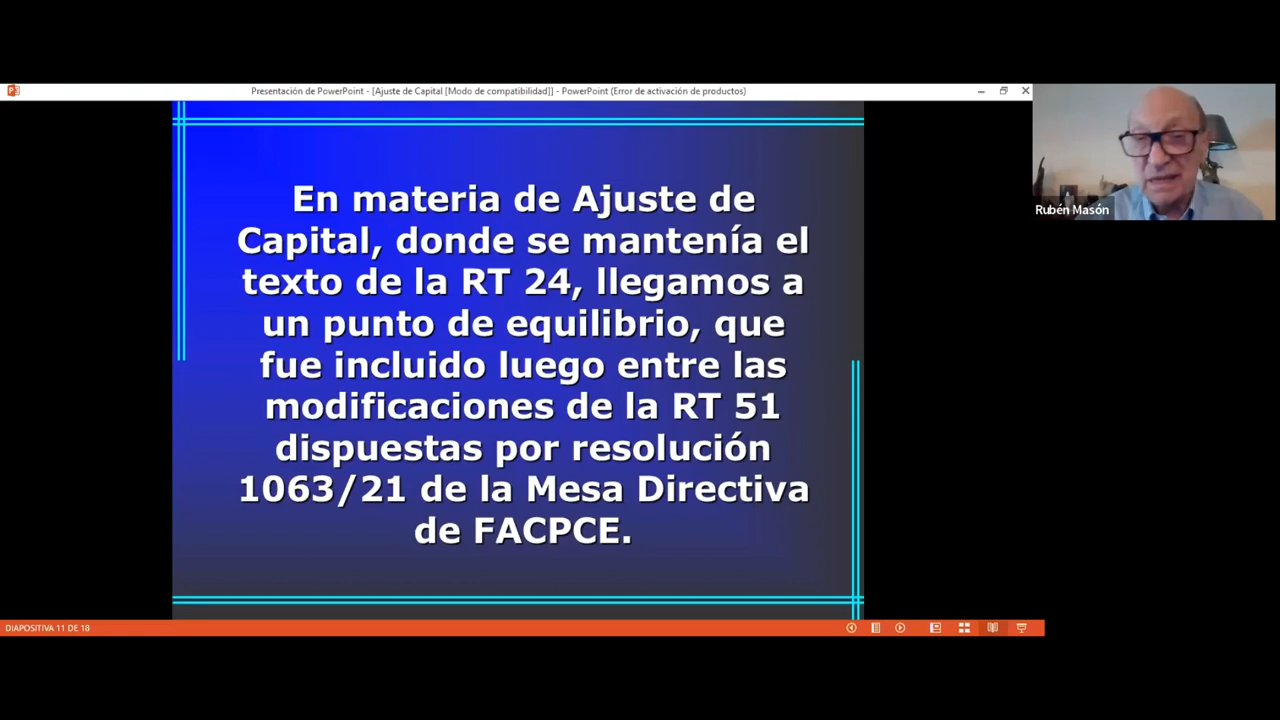 Presentación de PowerPoint - [Ajuste de Capital [Modo de compatibilidad]] - PowerPoint (Error de activación de productos)
Rubén Masón
En materia de Ajuste de
Capital, donde se mantenía el
texto de la RT 24, llegamos a
un punto de equilibrio, que
fue incluido luego entre las
modificaciones de la RT 51
dispuestas por resolución
1063/21 de la Mesa Directiva
de FACPCE.
DIAPOSITIVA 11 DE 18